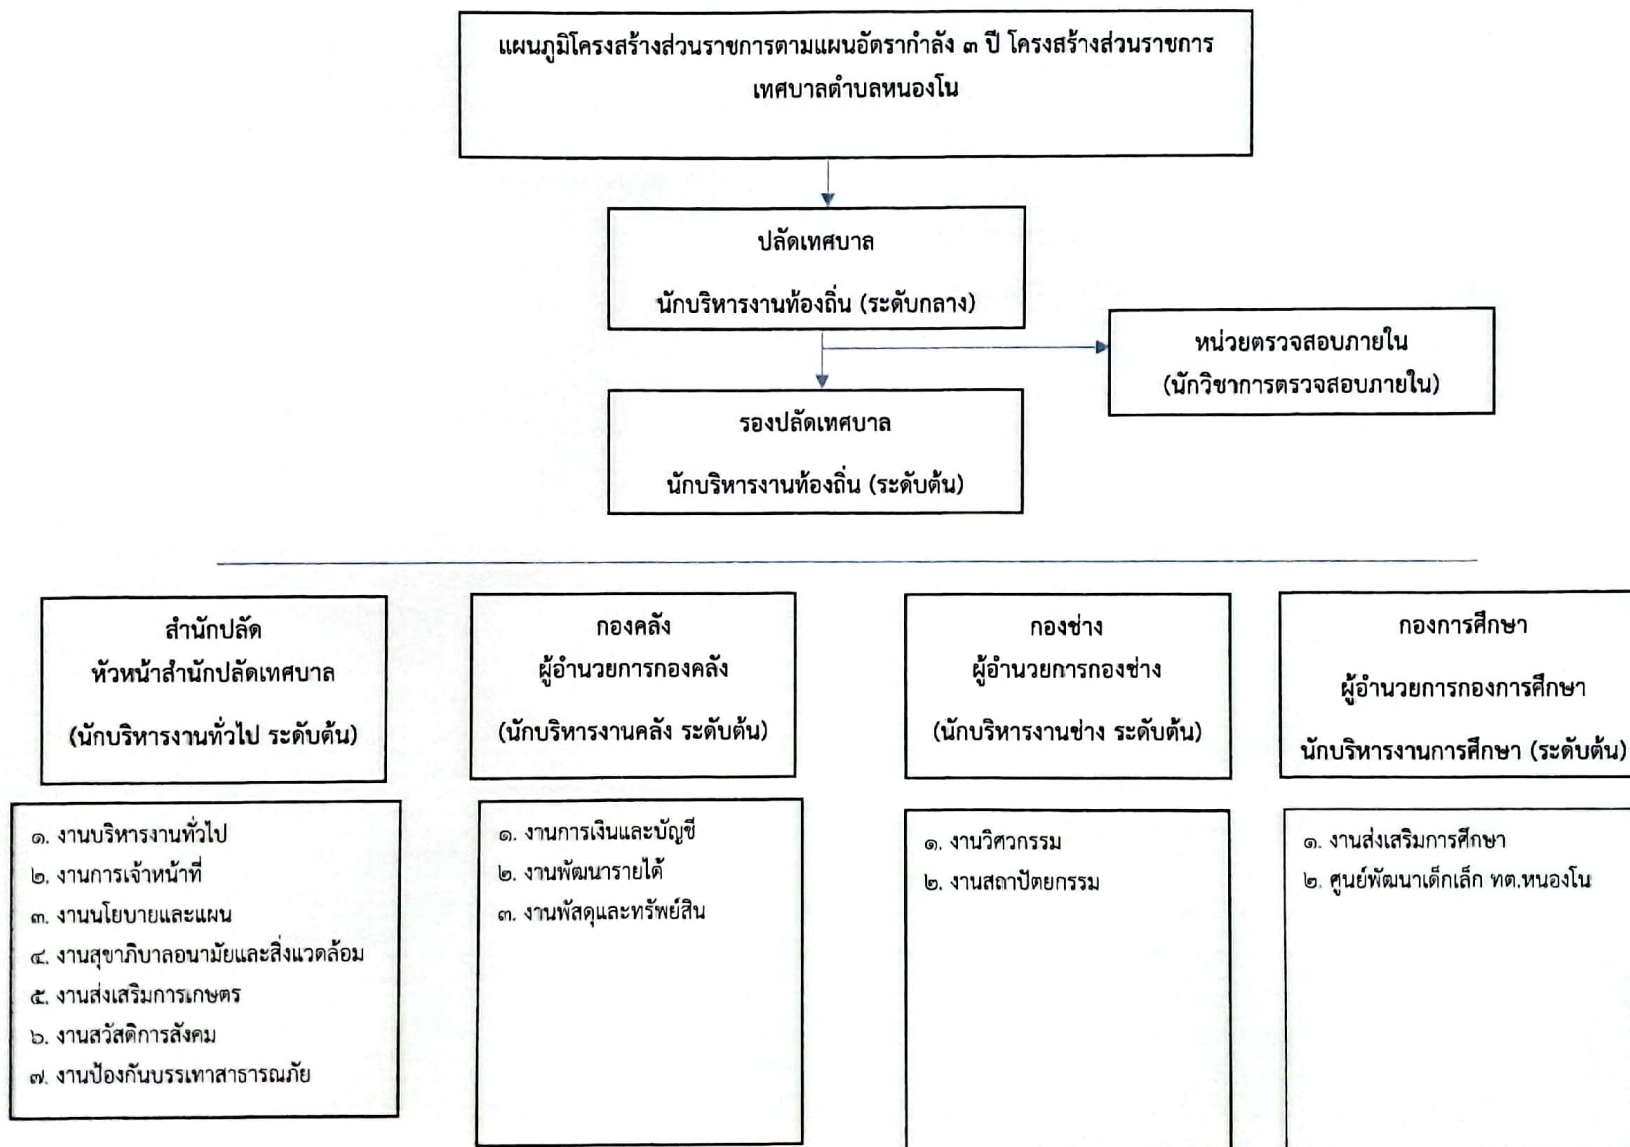 แผนภูมิโครงสร้างส่วนราชการตามแผนอัตรากำลัง ๓ ปี โครงสร้างส่วนราชการ
เทศบาลตำบลหนองโน
ปลัดเทศบาล
นักบริหารงานท้องถิ่น (ระดับกลาง)
หน่วยตรวจสอบภายใน
(นักวิชาการตรวจสอบภายใน)
รองปลัดเทศบาล
นักบริหารงานท้องถิ่น (ระดับต้น)
สำนักปลัด
หัวหน้าสำนักปลัดเทศบาล
(นักบริหารงานทั่วไป ระดับต้น)
๑. งานบริหารงานทั่วไป
๒. งานการเจ้าหน้าที่
๓. งานนโยบายและแผน
๔. งานสุขาภิบาลอนามัยและสิ่งแวดล้อม
๕. งานส่งเสริมการเกษตร
๖. งานสวัสดิการสังคม
๗. งานป้องกันบรรเทาสาธารณภัย
กองคลัง
ผู้อำนวยการกองคลัง
(นักบริหารงานคลัง ระดับต้น)
๑. งานการเงินและบัญชี
๒. งานพัฒนารายได้
๓. งานพัสดุและทรัพย์สิน
กองช่าง
ผู้อำนวยการกองช่าง
(นักบริหารงานช่าง ระดับต้น)
๑. งานวิศวกรรม
๒. งานสถาปัตยกรรม
กองการศึกษา
ผู้อำนวยการกองการศึกษา
นักบริหารงานการศึกษา (ระดับต้น)
๑. งานส่งเสริมการศึกษา
๒. ศูนย์พัฒนาเด็กเล็ก ทต.หนองโน